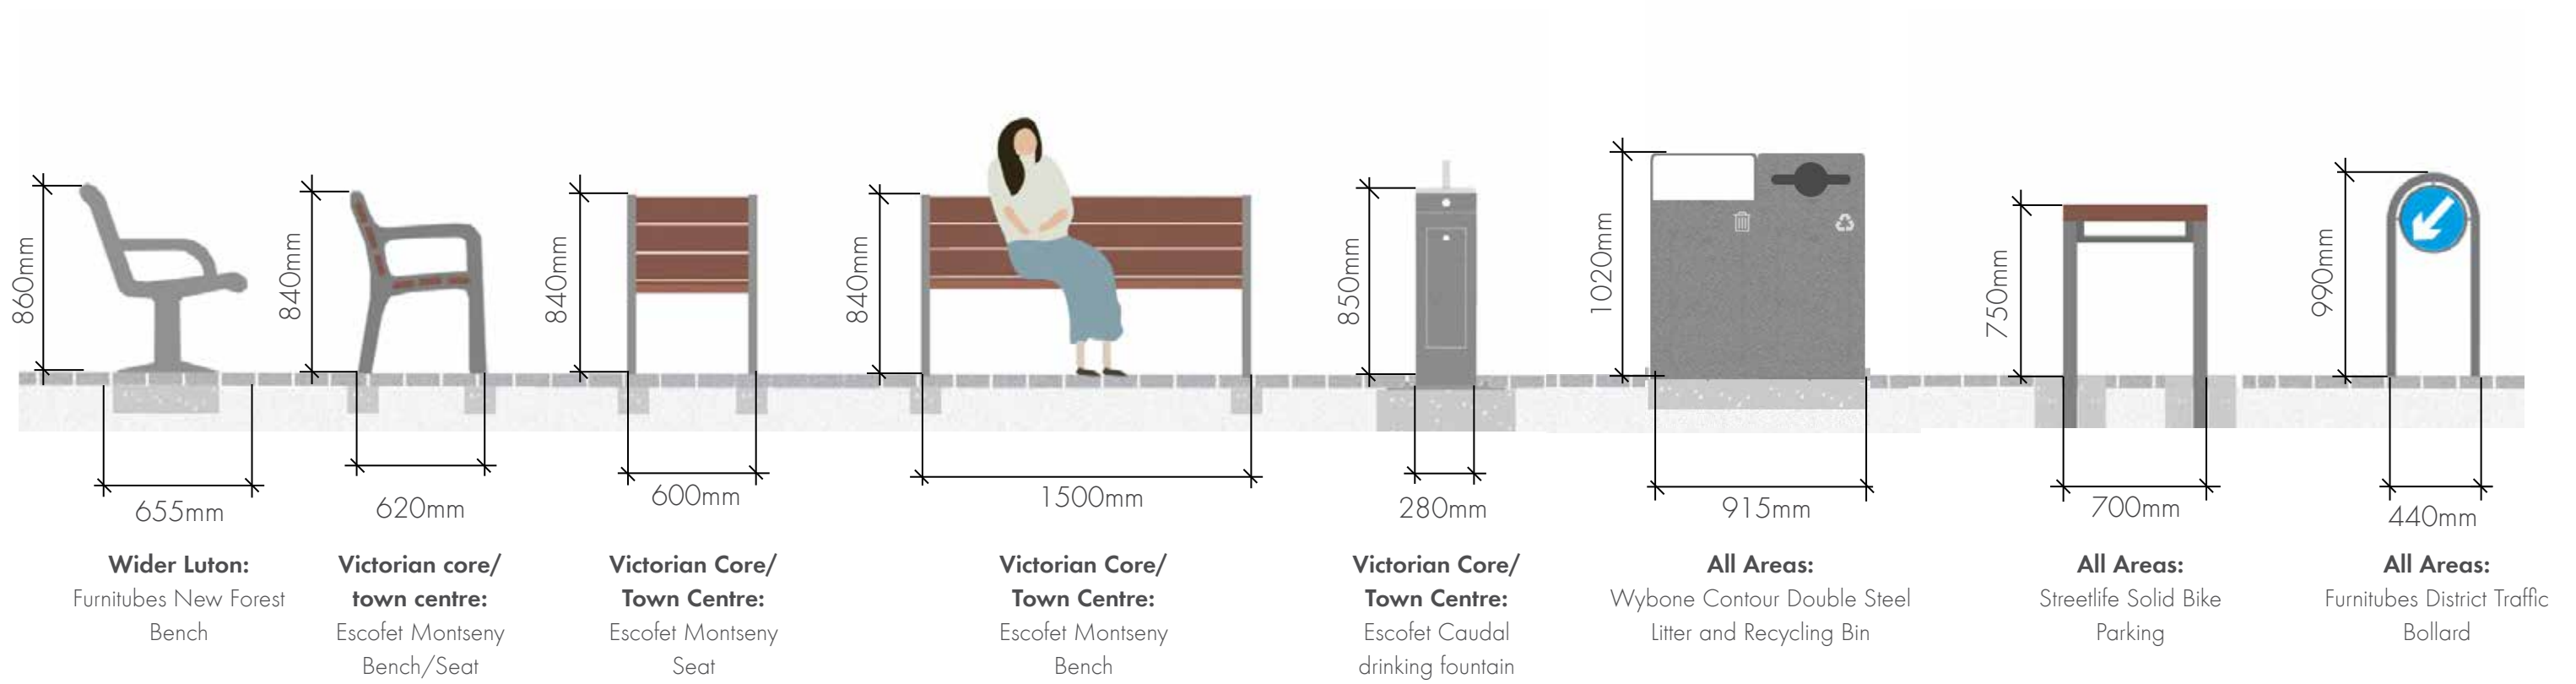 860mm
840mm
840mm
840mm
850mm
1020mm
750mm
990mm
655mm
620mm
600mm
1500mm
280mm
915mm
700mm
440mm
Wider Luton:
Furnitubes New Forest
Bench
Victorian core/
town centre:
Escofet Montseny
Bench/Seat
Victorian Core/
Town Centre:
Escofet Montseny
Seat
Victorian Core/
Town Centre:
Escofet Montseny
Bench
Victorian Core/
Town Centre:
Escofet Caudal
drinking fountain
All Areas:
Wybone Contour Double Steel
Litter and Recycling Bin
All Areas:
Streetlife Solid Bike
Parking
All Areas:
Furnitubes District Traffic
Bollard